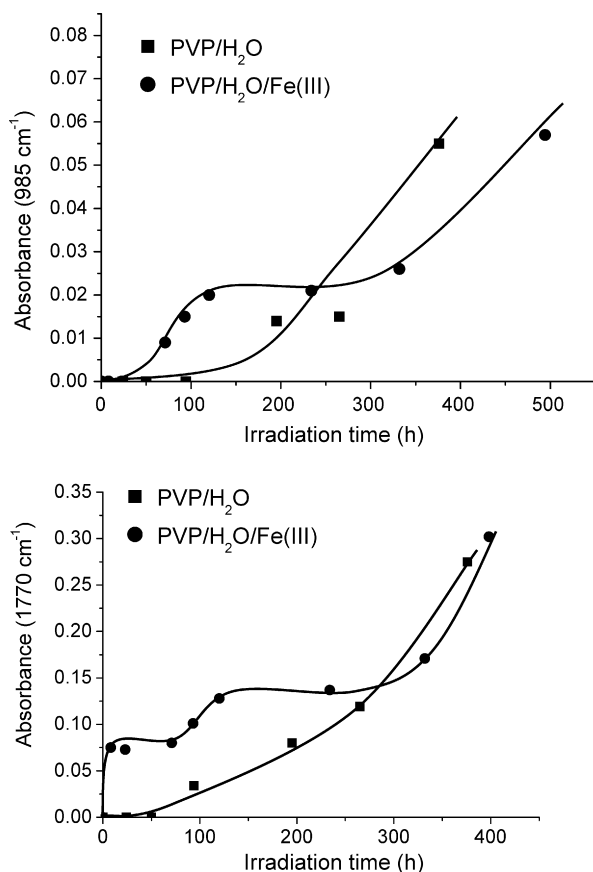 0.08
0.07
0.06
0.05
0.04
0.03
0.02
0.01
0.00
Absorbance (985 cm⁻¹)
PVP/H₂O
PVP/H₂O/Fe(III)
0 100 200 300 400 500
Irradiation time (h)
0.35
0.30
0.25
0.20
0.15
0.10
0.05
0.00
Absorbance (1770 cm⁻¹)
PVP/H₂O
PVP/H₂O/Fe(III)
0 100 200 300 400
Irradiation time (h)